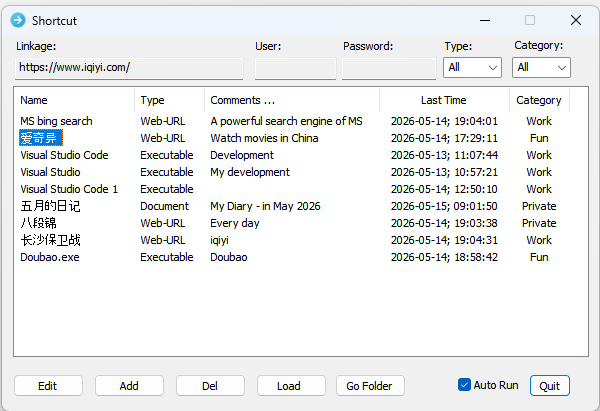 Shortcut
Linkage: User: Password: Type: Category:
https://www.iqiyi.com/ All All
Name Type Comments ... Last Time Category
MS bing search Web-URL A powerful search engine of MS 2026-05-14; 19:04:01 Work
爱奇异 Web-URL Watch movies in China 2026-05-14; 17:29:11 Fun
Visual Studio Code Executable Development 2026-05-13; 11:07:44 Work
Visual Studio Executable My development 2026-05-13; 10:57:21 Work
Visual Studio Code 1 Executable 2026-05-14; 12:50:10 Work
五月的日记 Document My Diary - in May 2026 2026-05-15; 09:01:50 Private
八段锦 Web-URL Every day 2026-05-14; 19:03:38 Private
长沙保卫战 Web-URL iqiyi 2026-05-14; 19:04:31 Work
Doubao.exe Executable Doubao 2026-05-14; 18:58:42 Fun
Edit Add Del Load Go Folder Auto Run Quit